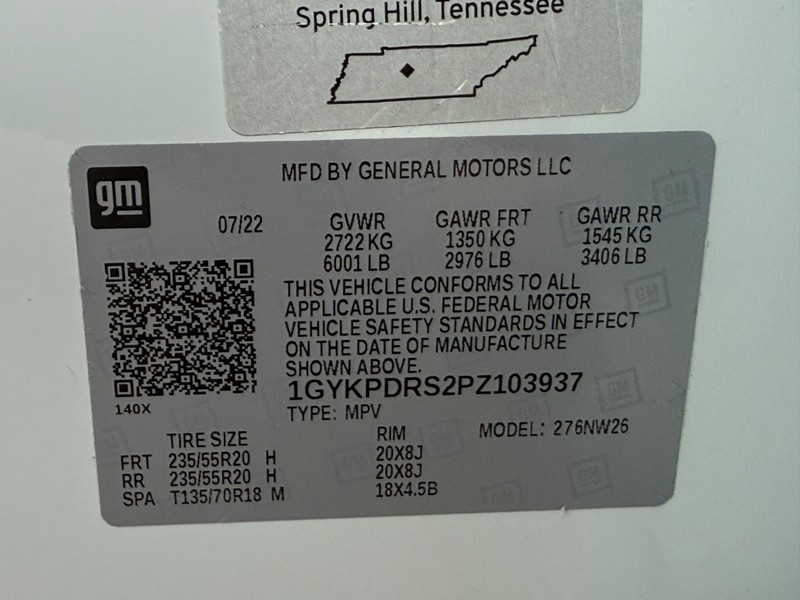 Spring Hill, Tennessee
gm
MFD BY GENERAL MOTORS LLC
07/22 GVWR GAWR FRT GAWR RR
2722 KG 1350 KG 1545 KG
6001 LB 2976 LB 3406 LB
THIS VEHICLE CONFORMS TO ALL
APPLICABLE U.S. FEDERAL MOTOR
VEHICLE SAFETY STANDARDS IN EFFECT
ON THE DATE OF MANUFACTURE
SHOWN ABOVE.
1GYKPDRS2PZ103937
140X
TYPE: MPV
MODEL: 276NW26
TIRE SIZE RIM
FRT 235/55R20 H 20X8J
RR 235/55R20 H 20X8J
SPA T135/70R18 M 18X4.5B